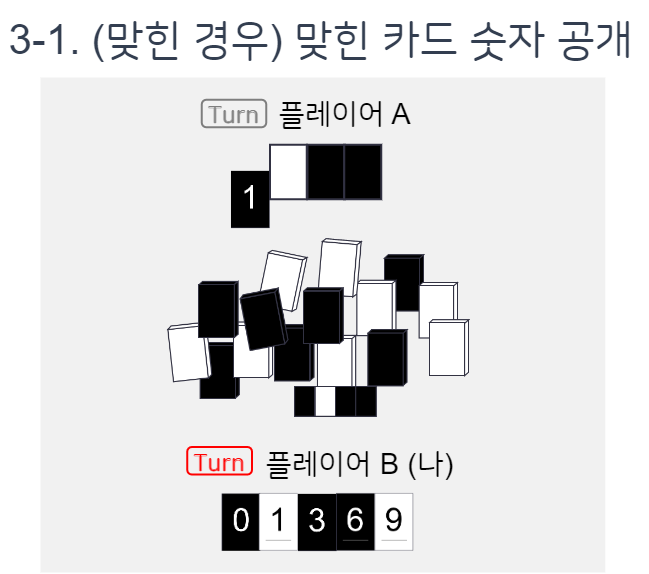 3-1. (맞힌 경우) 맞힌 카드 숫자 공개
Turn 플레이어 A
1
Turn 플레이어 B (나)
0 1 3 6 9